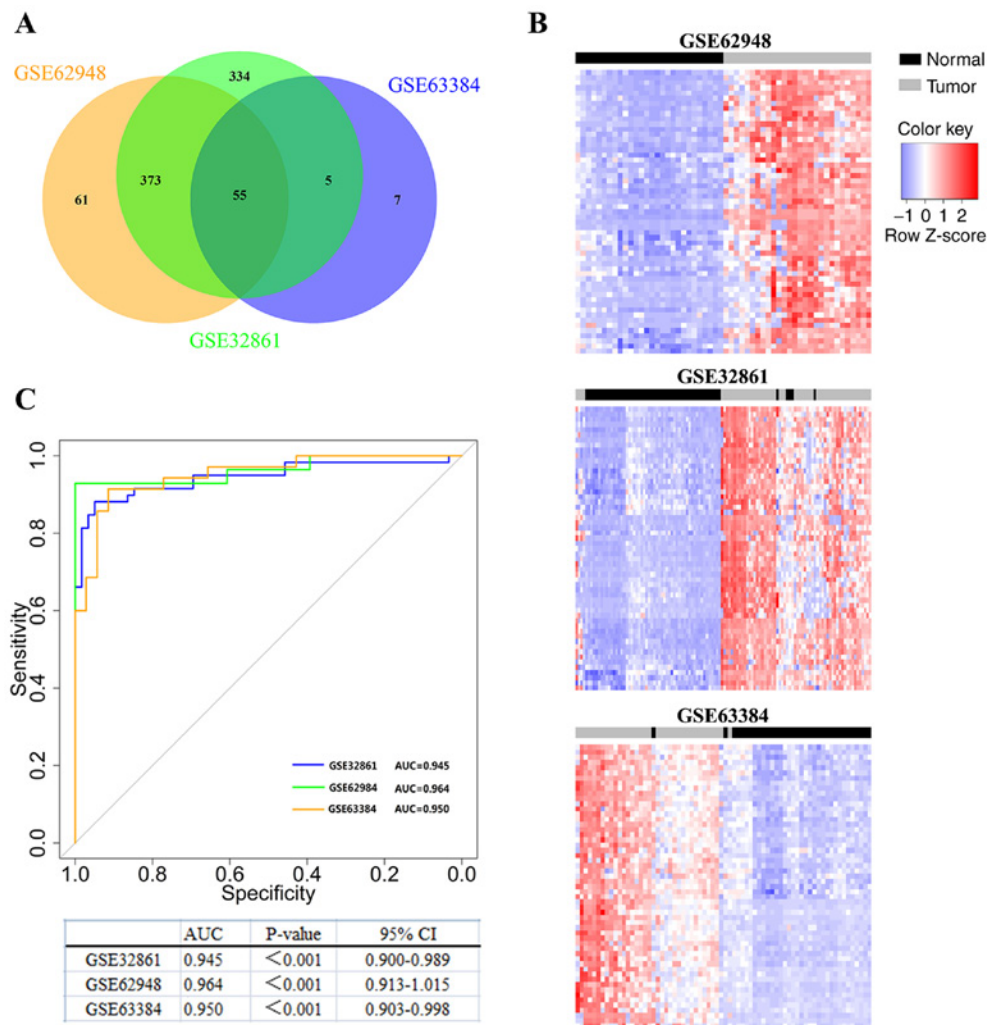 A
GSE62948
GSE63384
GSE32861
334
373
5
61
55
7
B
GSE62948
Normal
Tumor
Color key
−1 0 1 2
Row Z-score
GSE32861
GSE63384
C
Sensitivity
1.0
0.8
0.6
0.4
0.2
0.0
GSE32861 AUC=0.945
GSE62984 AUC=0.964
GSE63384 AUC=0.950
1.0 0.8 0.6 0.4 0.2 0.0
Specificity
AUC P-value 95% CI
GSE32861 0.945 <0.001 0.900-0.989
GSE62948 0.964 <0.001 0.913-1.015
GSE63384 0.950 <0.001 0.903-0.998